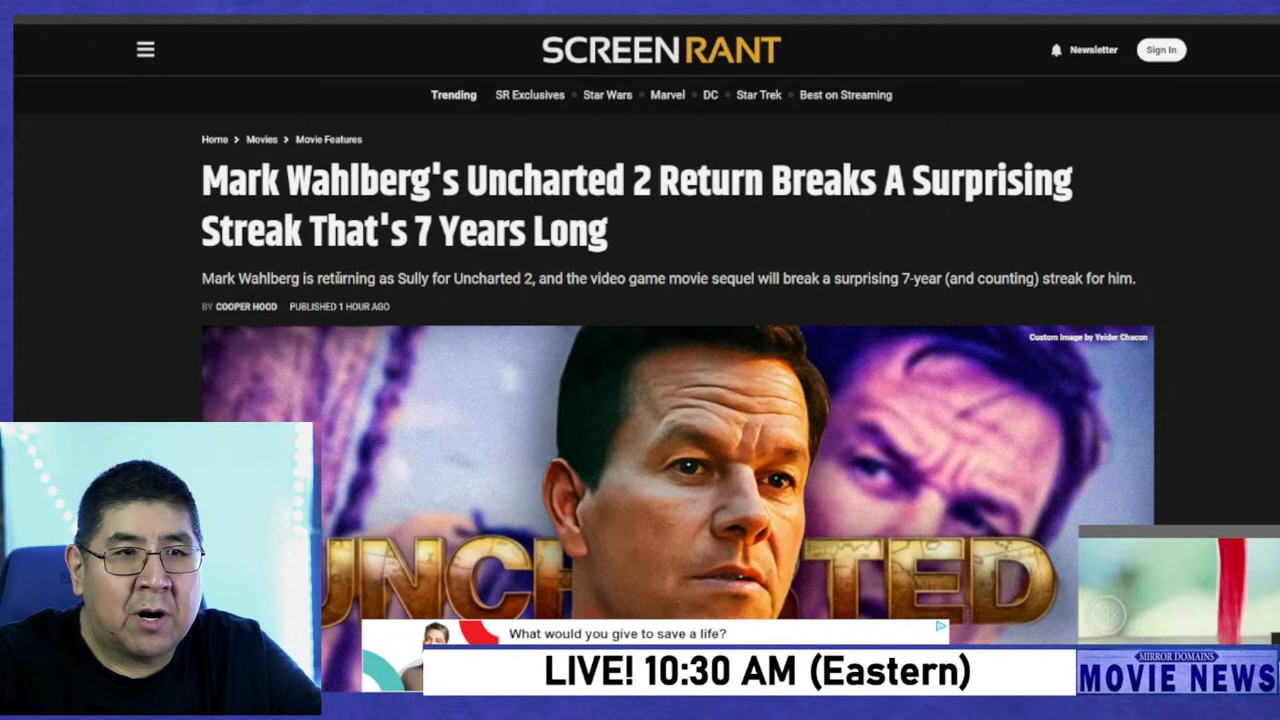 SCREENRANT
Newsletter
Sign In
Trending SR Exclusives Star Wars Marvel DC Star Trek Best on Streaming
Home > Movies > Movie Features
Mark Wahlberg's Uncharted 2 Return Breaks A Surprising
Streak That's 7 Years Long
Mark Wahlberg is returning as Sully for Uncharted 2, and the video game movie sequel will break a surprising 7-year (and counting) streak for him.
BY COOPER HOOD PUBLISHED 1 HOUR AGO
Custom Image by Yeider Chacon
UNCH TED
What would you give to save a life?
LIVE! 10:30 AM (Eastern)
MIRROR DOMAINS
MOVIE NEWS